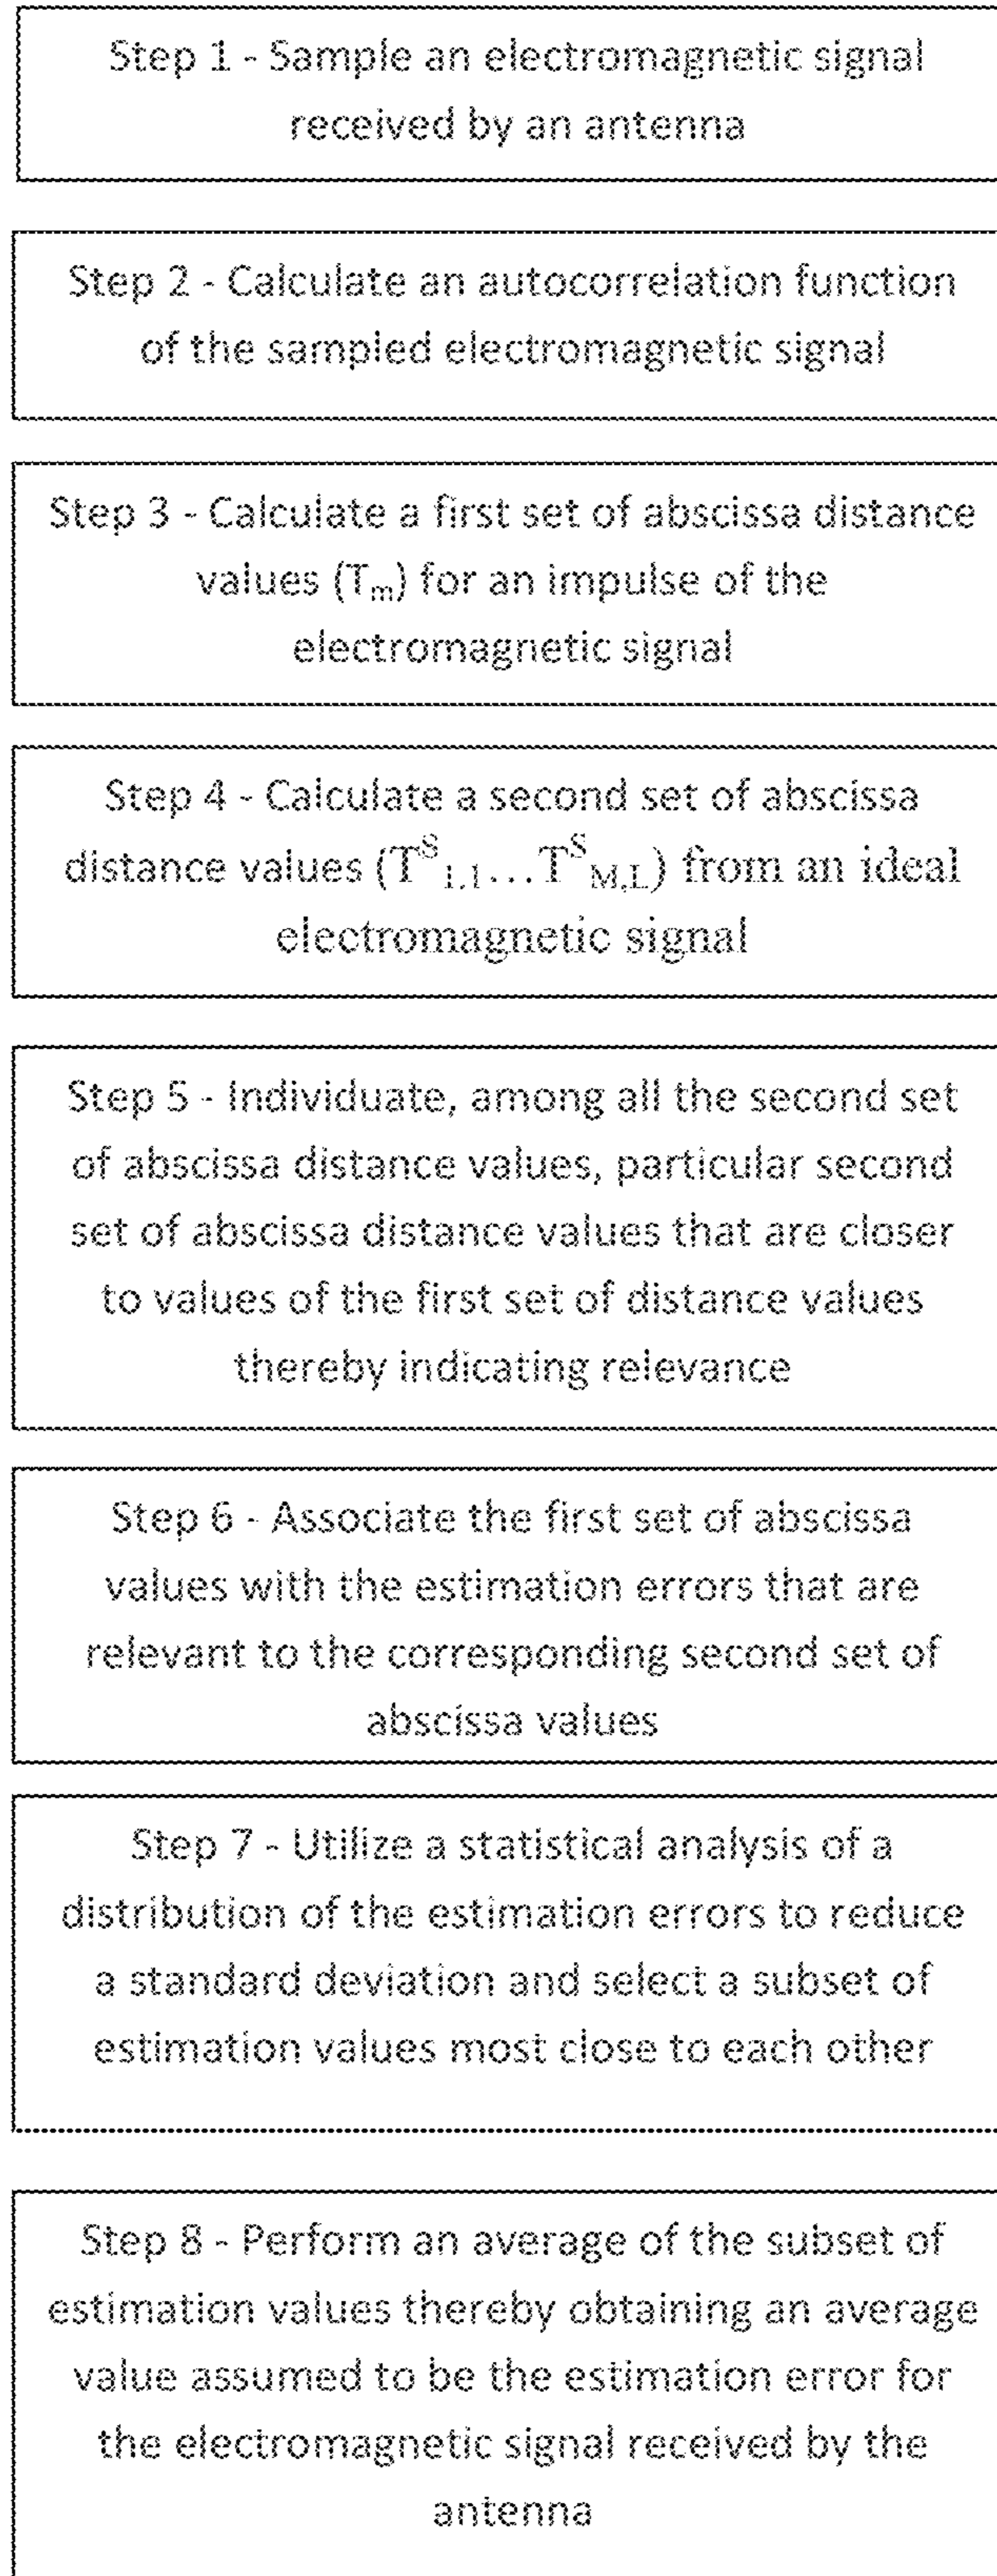 Step 1 - Sample an electromagnetic signal
received by an antenna
Step 2 - Calculate an autocorrelation function
of the sampled electromagnetic signal
Step 3 - Calculate a first set of abscissa distance
values (Tm) for an impulse of the
electromagnetic signal
Step 4 - Calculate a second set of abscissa
distance values (T^S_1,1...T^S_M,L) from an ideal
electromagnetic signal
Step 5 - Individuate, among all the second set
of abscissa distance values, particular second
set of abscissa distance values that are closer
to values of the first set of distance values
thereby indicating relevance
Step 6 - Associate the first set of abscissa
values with the estimation errors that are
relevant to the corresponding second set of
abscissa values
Step 7 - Utilize a statistical analysis of a
distribution of the estimation errors to reduce
a standard deviation and select a subset of
estimation values most close to each other
Step 8 - Perform an average of the subset of
estimation values thereby obtaining an average
value assumed to be the estimation error for
the electromagnetic signal received by the
antenna